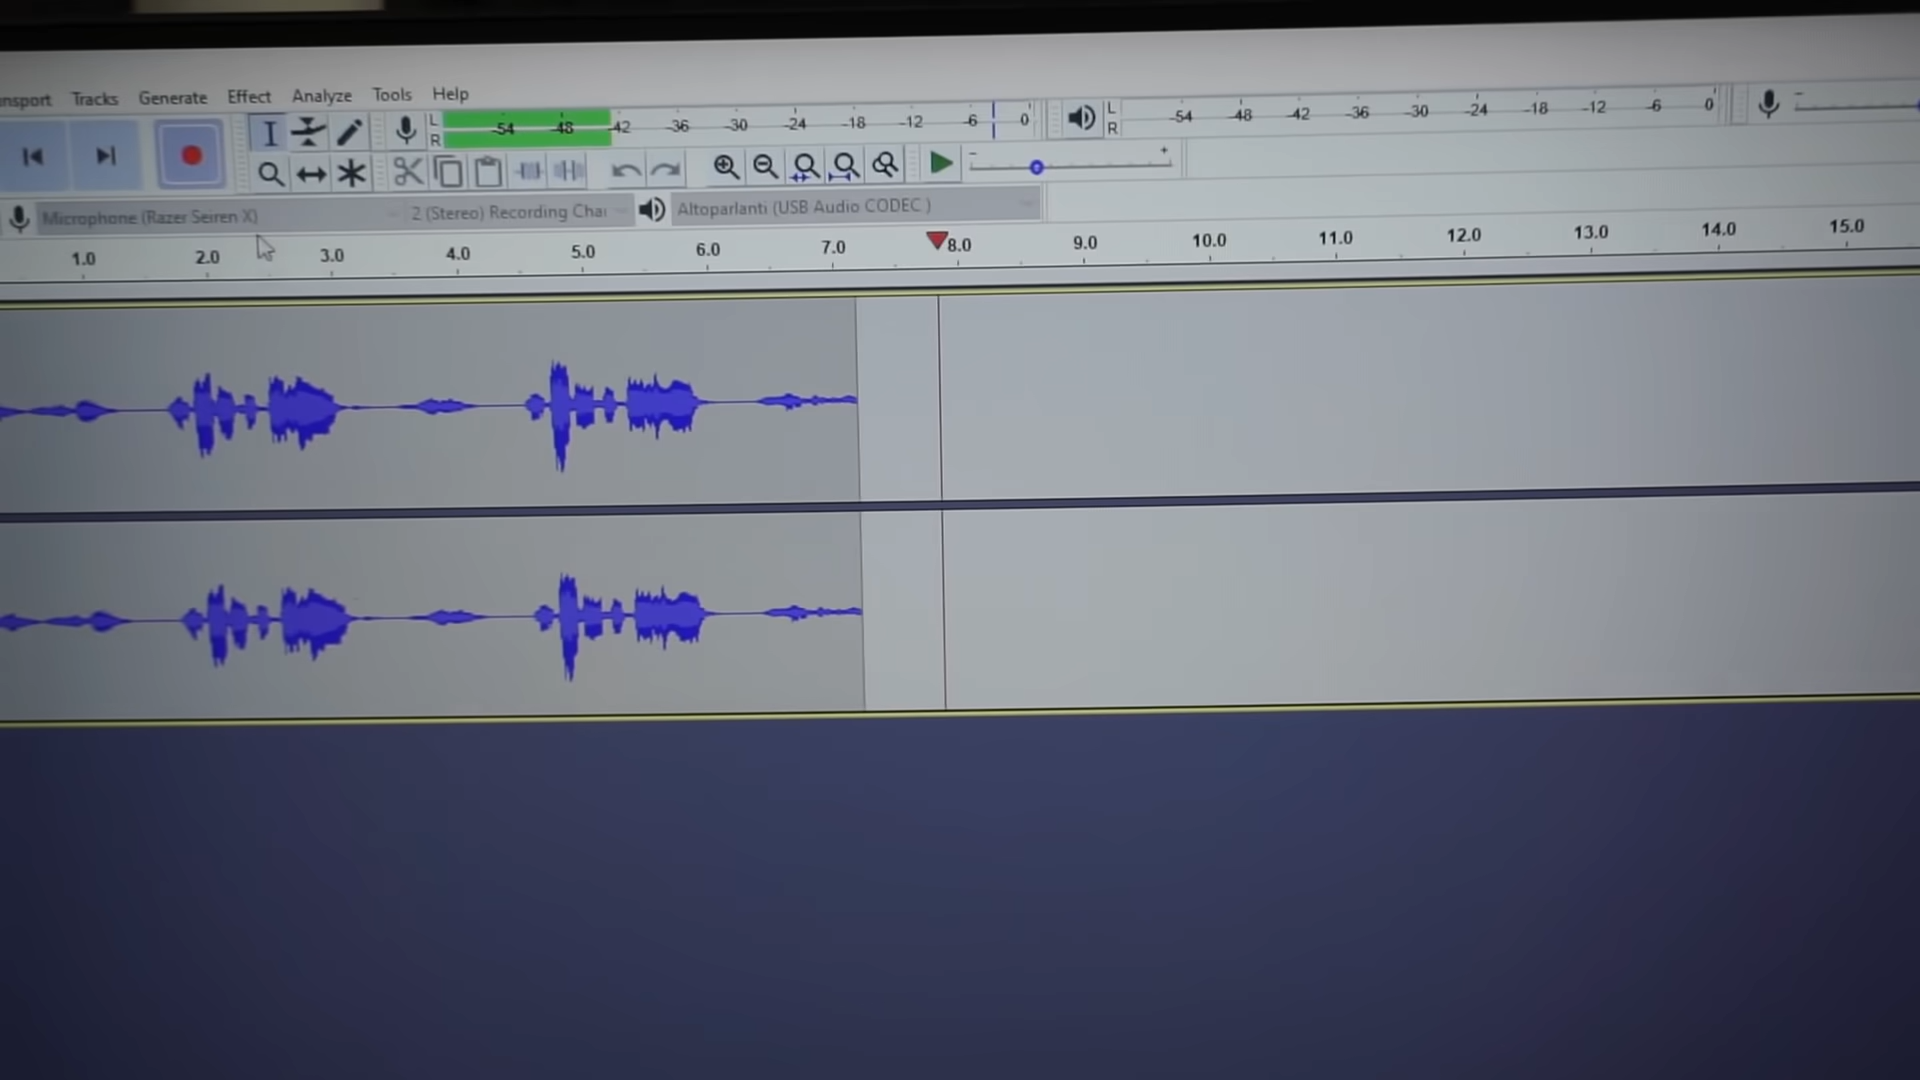 nsport Tracks Generate Effect Analyze Tools Help
L -54 -48 -42 -36 -30 -24 -18 -12 -6 0
R
L -54 -48 -42 -36 -30 -24 -18 -12 -6 0
R
- +
Microphone (Razer Seiren X) 2 (Stereo) Recording Chai Altoparlanti (USB Audio CODEC )
1.0 2.0 3.0 4.0 5.0 6.0 7.0 8.0 9.0 10.0 11.0 12.0 13.0 14.0 15.0